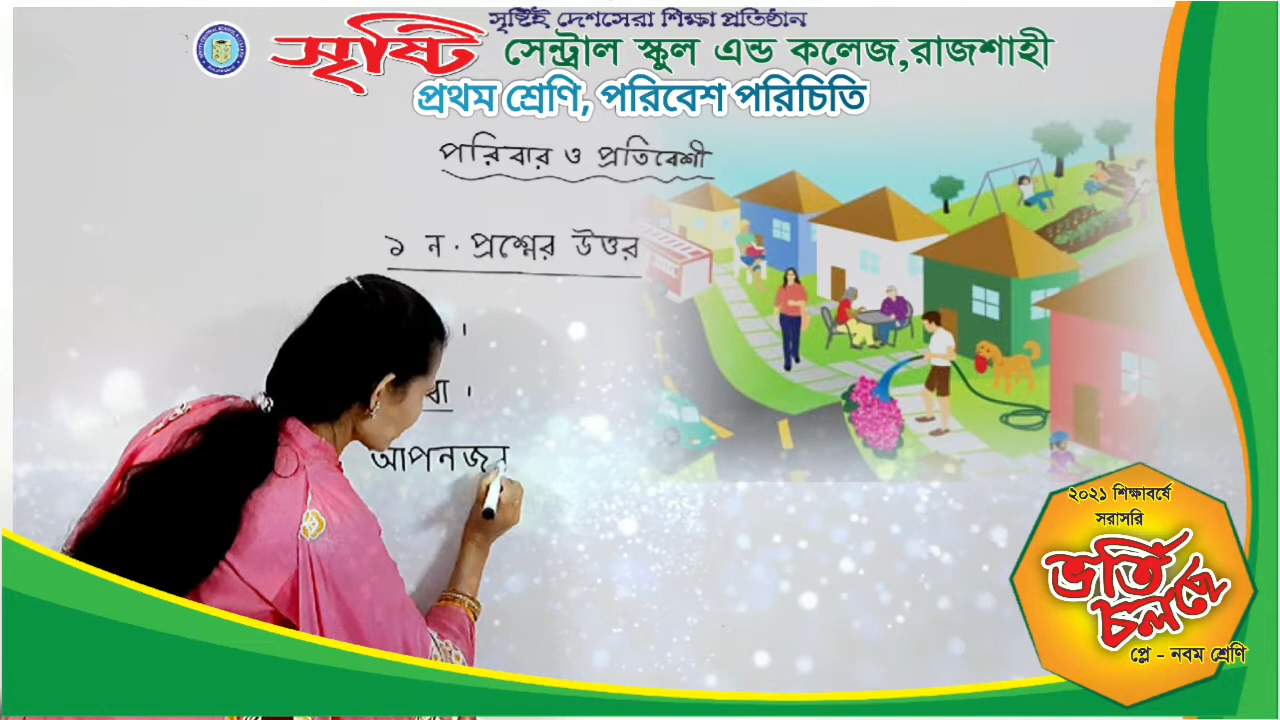 সৃষ্টিই দেশসেরা শিক্ষা প্রতিষ্ঠান
সৃষ্টি সেন্ট্রাল স্কুল এন্ড কলেজ,রাজশাহী
প্রথম শ্রেণি, পরিবেশ পরিচিতি
পরিবার ও প্রতিবেশী
১ ন. প্রশ্নের উত্তর
বা ।
আপনজন
২০২১ শিক্ষাবর্ষে
সরাসরি
ভর্তি
চলছে
প্লে - নবম শ্রেণি